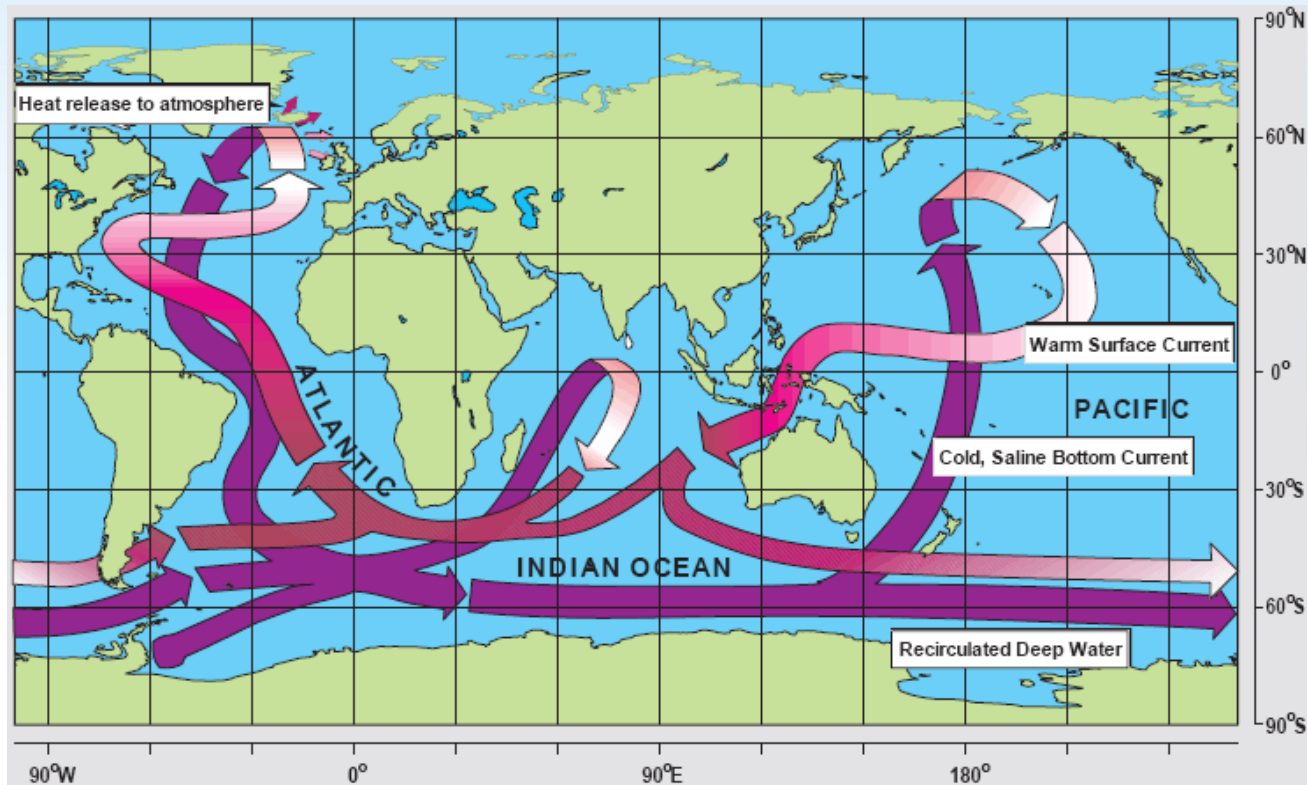 90°N
Heat release to atmosphere
60°N
30°N
Warm Surface Current
0°
ATLANTIC
PACIFIC
Cold, Saline Bottom Current
30°S
INDIAN OCEAN
60°S
Recirculated Deep Water
90°S
90°W
0°
90°E
180°